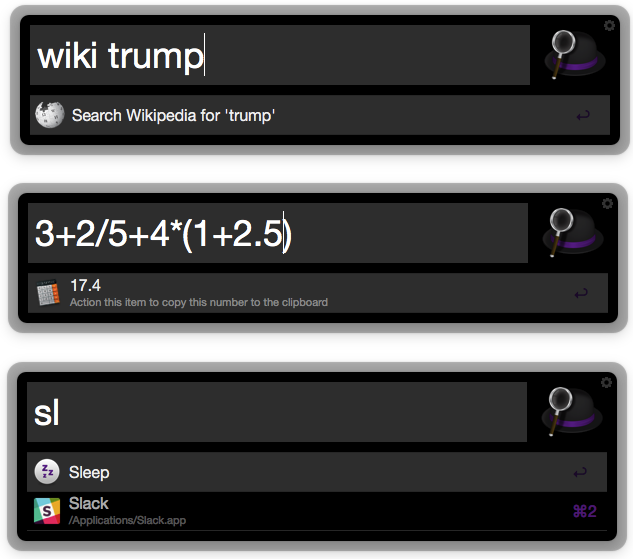 wiki trump
Search Wikipedia for 'trump'
3+2/5+4*(1+2.5)
17.4
Action this item to copy this number to the clipboard
sl
Sleep
Slack
/Applications/Slack.app
⌘2